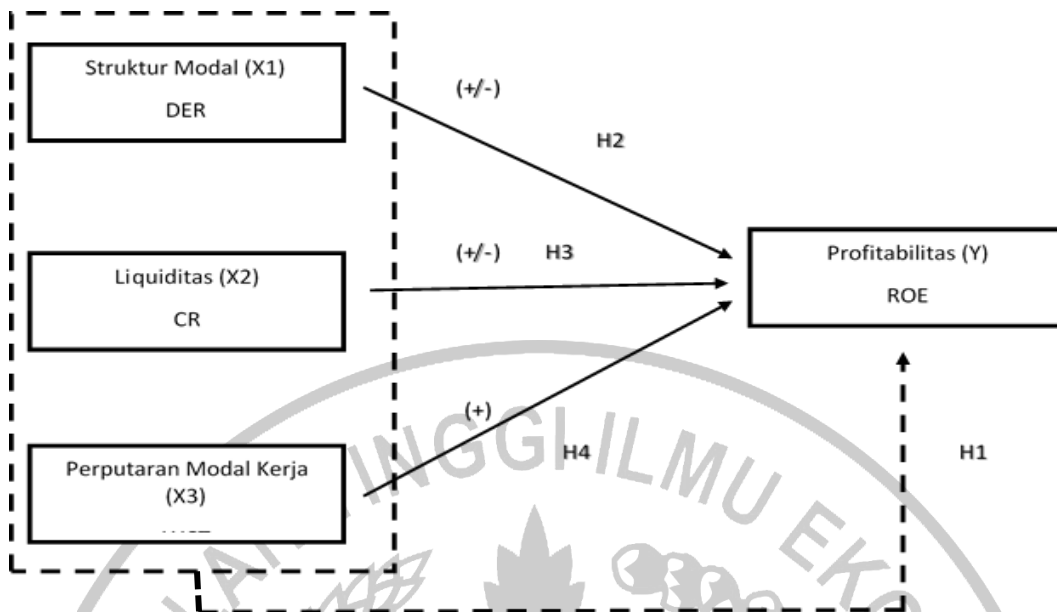 Struktur Modal (X1)
DER
(+/-)
H2
Liquiditas (X2)
CR
(+/-)
H3
Profitabilitas (Y)
ROE
Perputaran Modal Kerja
(X3)
(+)
H4
H1